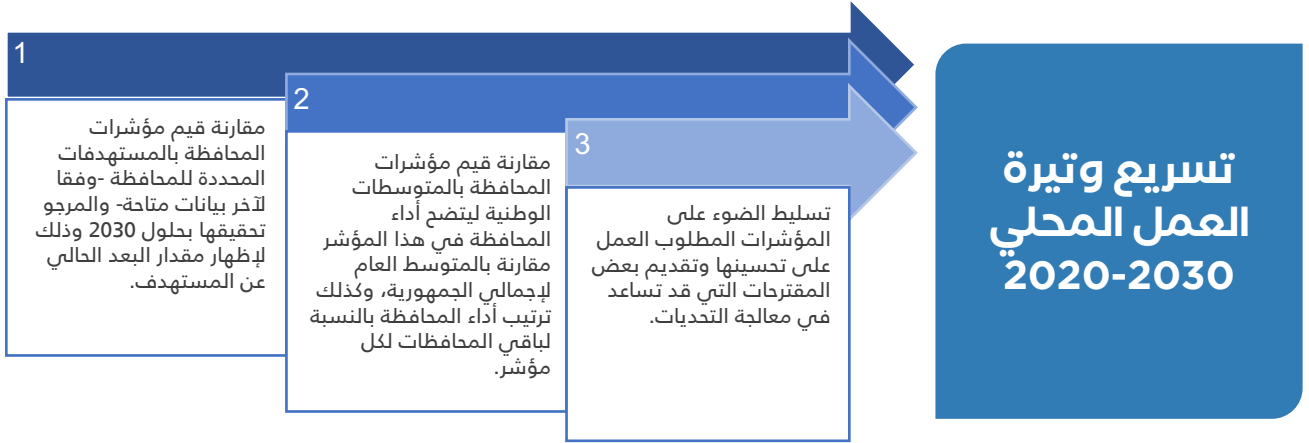 1
مقارنة قيم مؤشرات
المحافظة بالمستهدفات
المحددة للمحافظة -وفقا
لآخر بيانات متاحة- والمرجو
تحقيقها بحلول 2030 وذلك
لإظهار مقدار البعد الحالي
عن المستهدف.
2
مقارنة قيم مؤشرات
المحافظة بالمتوسطات
الوطنية ليتضح أداء
المحافظة في هذا المؤشر
مقارنة بالمتوسط العام
لإجمالي الجمهورية، وكذلك
ترتيب أداء المحافظة بالنسبة
لباقي المحافظات لكل
مؤشر.
3
تسليط الضوء على
المؤشرات المطلوب العمل
على تحسينها وتقديم بعض
المقترحات التي قد تساعد
في معالجة التحديات.
تسريع وتيرة
العمل المحلي
2020-2030